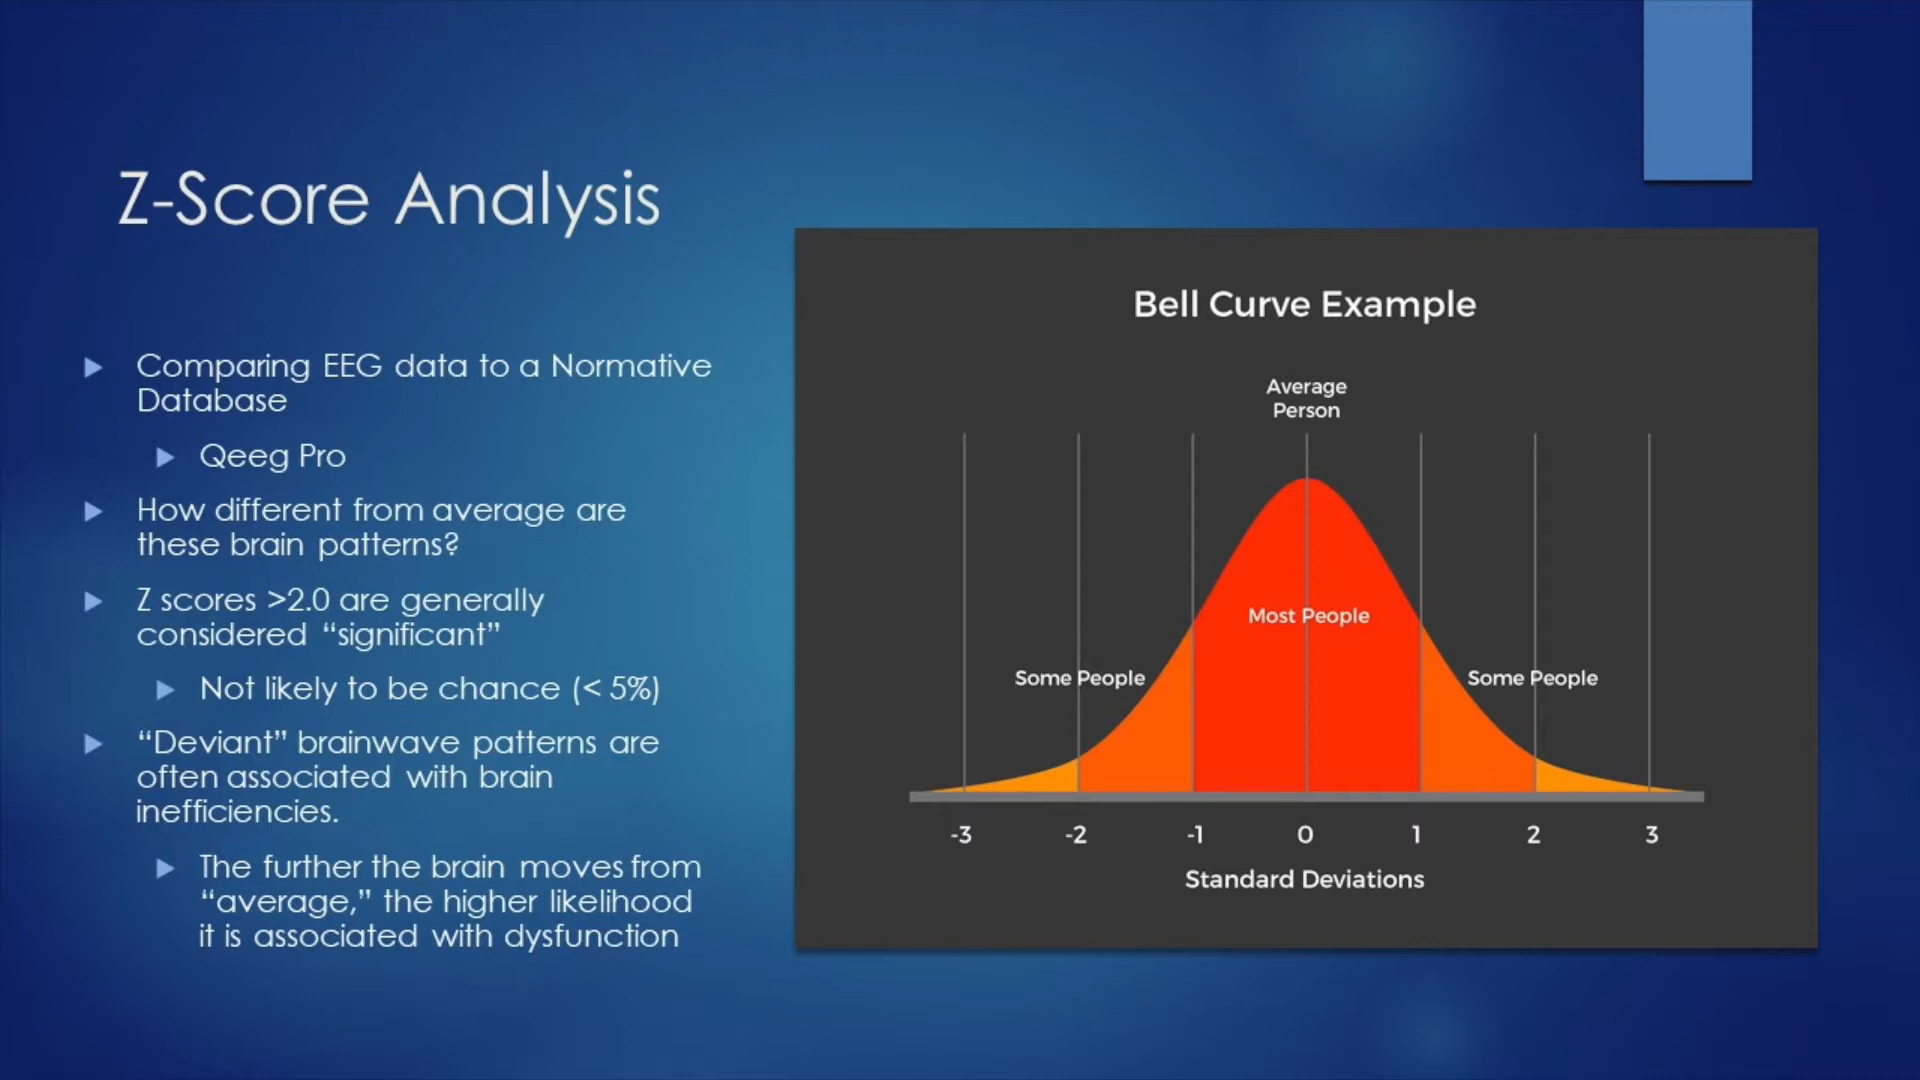 Z-Score Analysis
Comparing EEG data to a Normative
Database
Qeeg Pro
How different from average are
these brain patterns?
Z scores >2.0 are generally
considered “significant”
Not likely to be chance (< 5%)
“Deviant” brainwave patterns are
often associated with brain
inefficiencies.
The further the brain moves from
“average,” the higher likelihood
it is associated with dysfunction
Bell Curve Example
Average
Person
Most People
Some People
Some People
-3 -2 -1 0 1 2 3
Standard Deviations